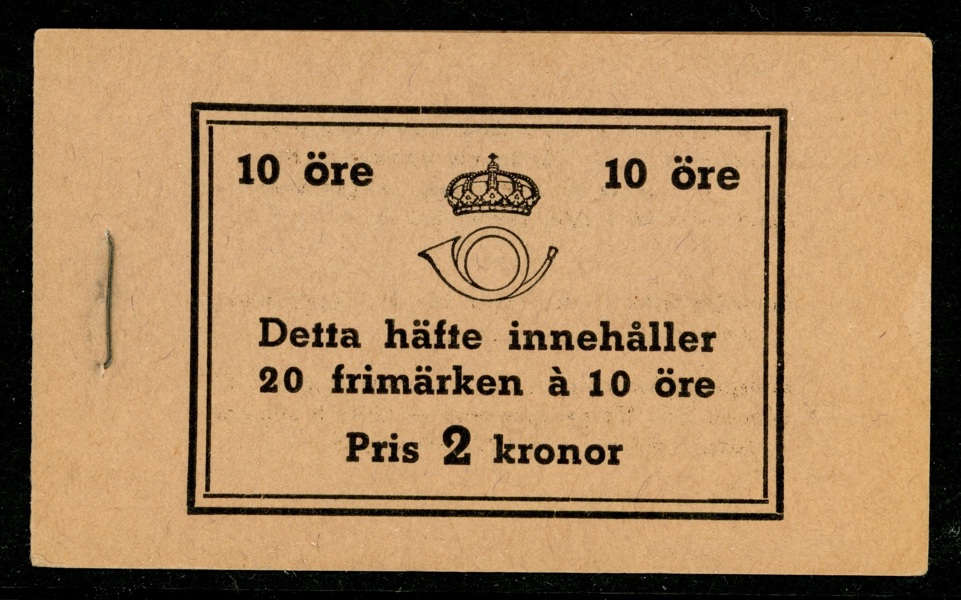 10 öre 10 öre
Detta häfte innehåller
20 frimärken à 10 öre
Pris 2 kronor